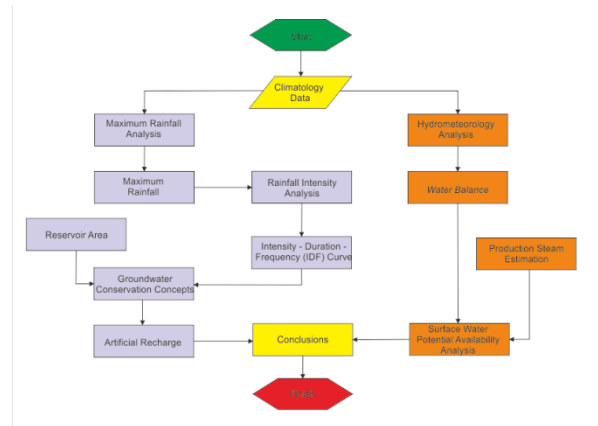 Start
Climatology
Data
Maximum Rainfall
Analysis
Hydrometeorology
Analysis
Maximum
Rainfall
Rainfall Intensity
Analysis
Water Balance
Reservoir Area
Intensity - Duration -
Frequency (IDF) Curve
Production Steam
Estimation
Groundwater
Conservation Concepts
Artificial Recharge
Conclusions
Surface Water
Potential Availability
Analysis